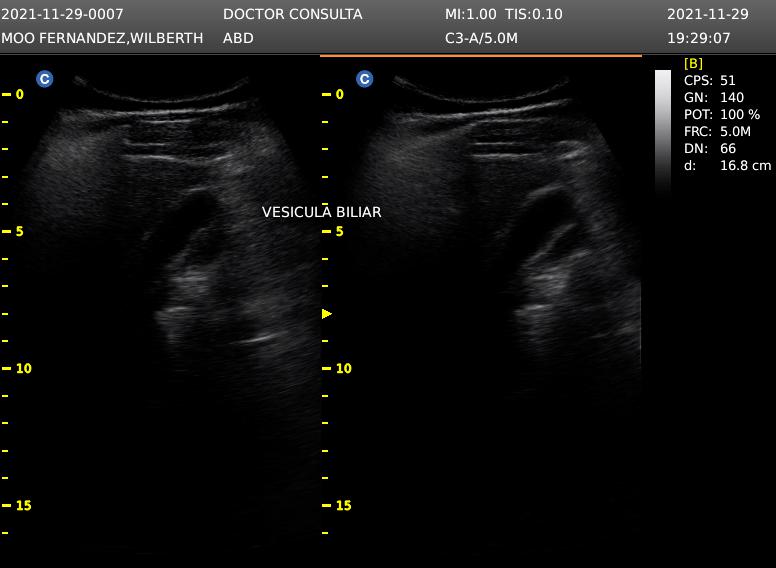 2021-11-29-0007 DOCTOR CONSULTA MI:1.00 TIS:0.10 2021-11-29
MOO FERNANDEZ,WILBERTH ABD C3-A/5.0M 19:29:07
[B]
CPS: 51
GN: 140
POT: 100 %
FRC: 5.0M
DN: 66
d: 16.8 cm
C C
0 0
VESICULA BILIAR
5 5
10 10
15 15